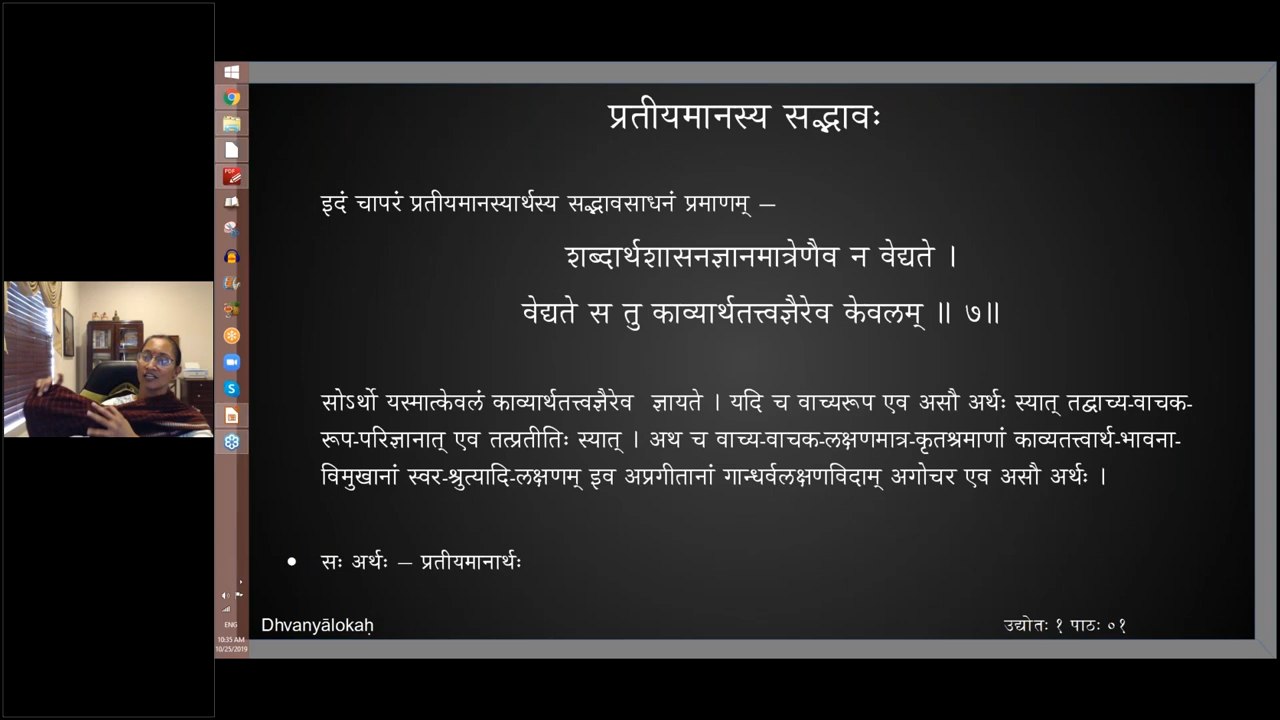 प्रतीयमानस्य सद्भावः
इदं चापरं प्रतीयमानस्यार्थस्य सद्भावसाधनं प्रमाणम् –
शब्दार्थशासनज्ञानमात्रेणैव न वेद्यते ।
वेद्यते स तु काव्यार्थतत्त्वज्ञैरेव केवलम् ॥ ७॥
सोऽर्थो यस्मात्केवलं काव्यार्थतत्त्वज्ञैरेव ज्ञायते । यदि च वाच्यरूप एव असौ अर्थः स्यात् तद्वाच्य-वाचक-
रूप-परिज्ञानात् एव तत्प्रतीतिः स्यात् । अथ च वाच्य-वाचक-लक्षणमात्र-कृतश्रमाणां काव्यतत्त्वार्थ-भावना-
विमुखानां स्वर-श्रुत्यादि-लक्षणम् इव अप्रगीतानां गान्धर्वलक्षणविदाम् अगोचर एव असौ अर्थः ।
• सः अर्थः – प्रतीयमानार्थः
Dhvanyālokaḥ
उद्योतः १ पाठः ०१
PDF
ENG
10:35 AM
10/25/2019